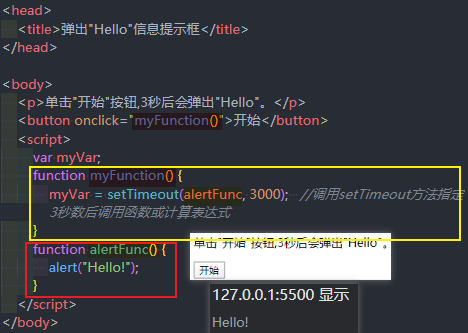 <head>
<title>弹出"Hello"信息提示框</title>
</head>
<body>
<p>单击"开始"按钮,3秒后会弹出"Hello"。</p>
<button onclick="myFunction()">开始</button>
<script>
var myVar;
function myFunction() {
myVar = setTimeout(alertFunc, 3000); //调用setTimeout方法指定
3秒数后调用函数或计算表达式
}
function alertFunc() {
alert("Hello!");
}
</script>
</body>
单击"开始"按钮,3秒后会弹出"Hello"。
开始
127.0.0.1:5500 显示
Hello!